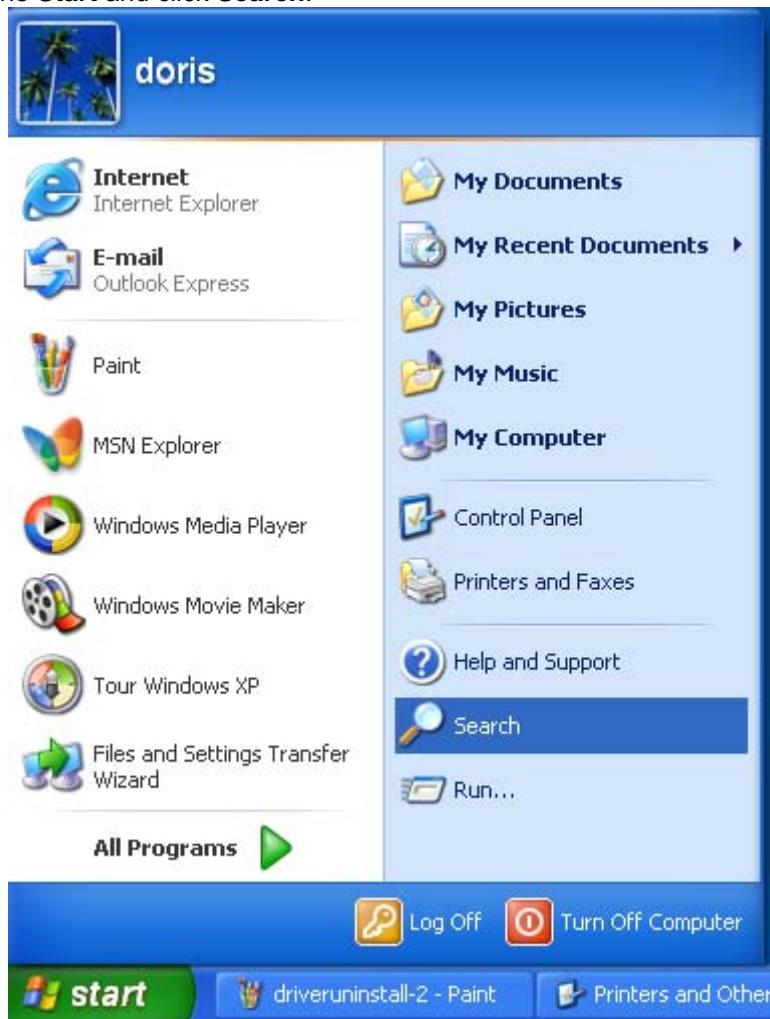 Start and click Search.
doris
Internet
Internet Explorer
E-mail
Outlook Express
Paint
MSN Explorer
Windows Media Player
Windows Movie Maker
Tour Windows XP
Files and Settings Transfer
Wizard
All Programs
My Documents
My Recent Documents
My Pictures
My Music
My Computer
Control Panel
Printers and Faxes
Help and Support
Search
Run...
Log Off
Turn Off Computer
start
driveruninstall-2 - Paint
Printers and Other